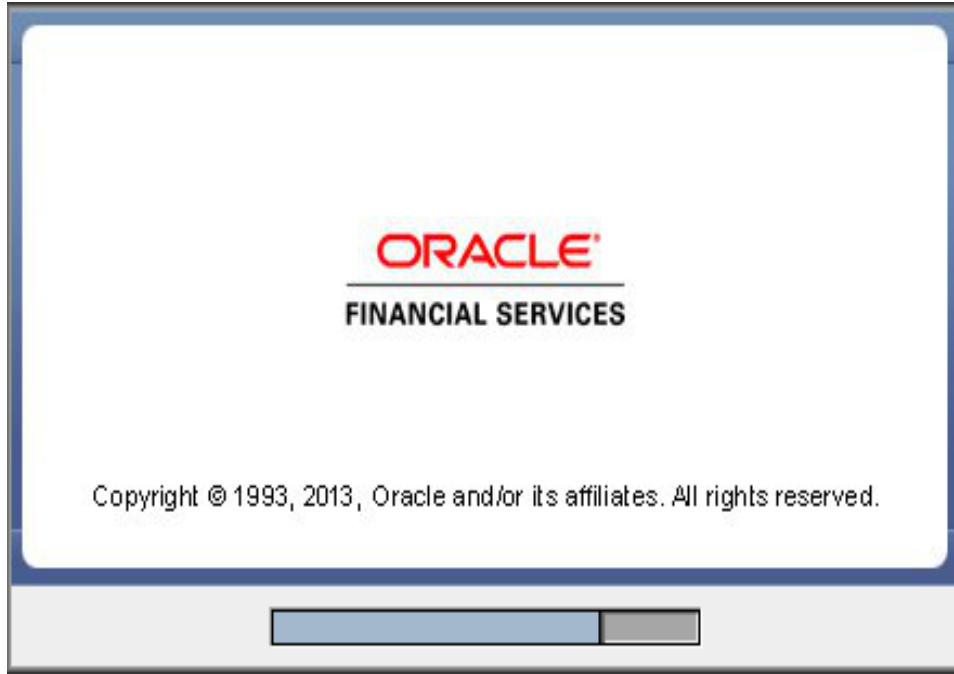 ORACLE®
FINANCIAL SERVICES
Copyright © 1993, 2013, Oracle and/or its affiliates. All rights reserved.